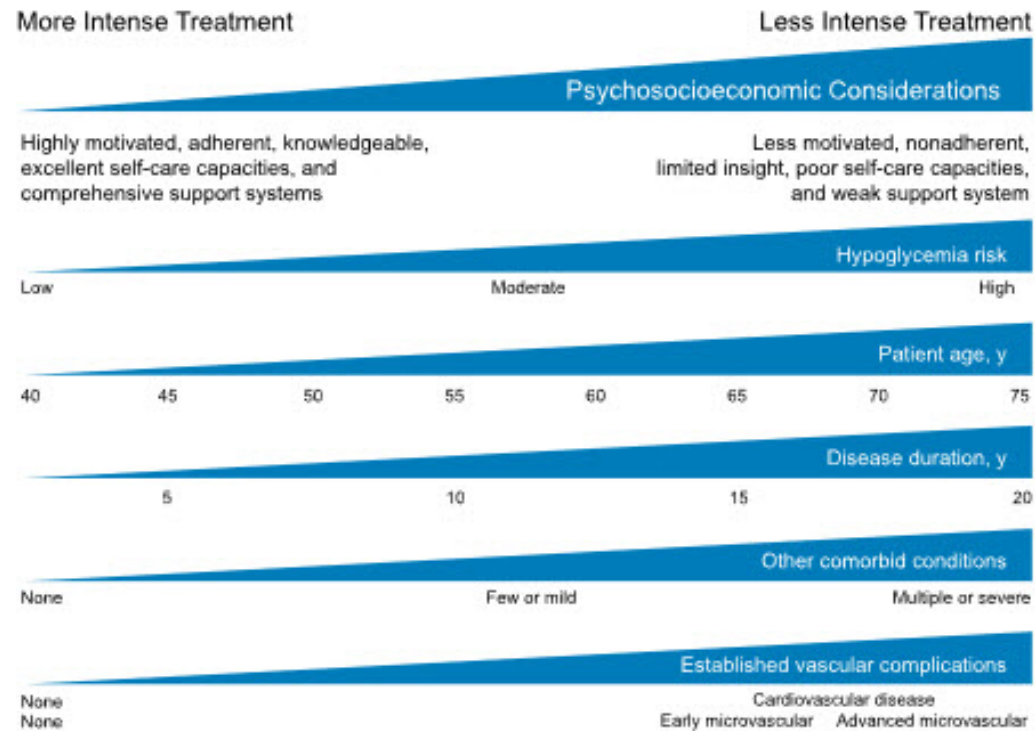 More Intense Treatment Less Intense Treatment
Psychosocioeconomic Considerations
Highly motivated, adherent, knowledgeable,
excellent self-care capacities, and
comprehensive support systems
Less motivated, nonadherent,
limited insight, poor self-care capacities,
and weak support system
Hypoglycemia risk
Low Moderate High
Patient age, y
40 45 50 55 60 65 70 75
Disease duration, y
5 10 15 20
Other comorbid conditions
None Few or mild Multiple or severe
Established vascular complications
None Cardiovascular disease
None Early microvascular Advanced microvascular